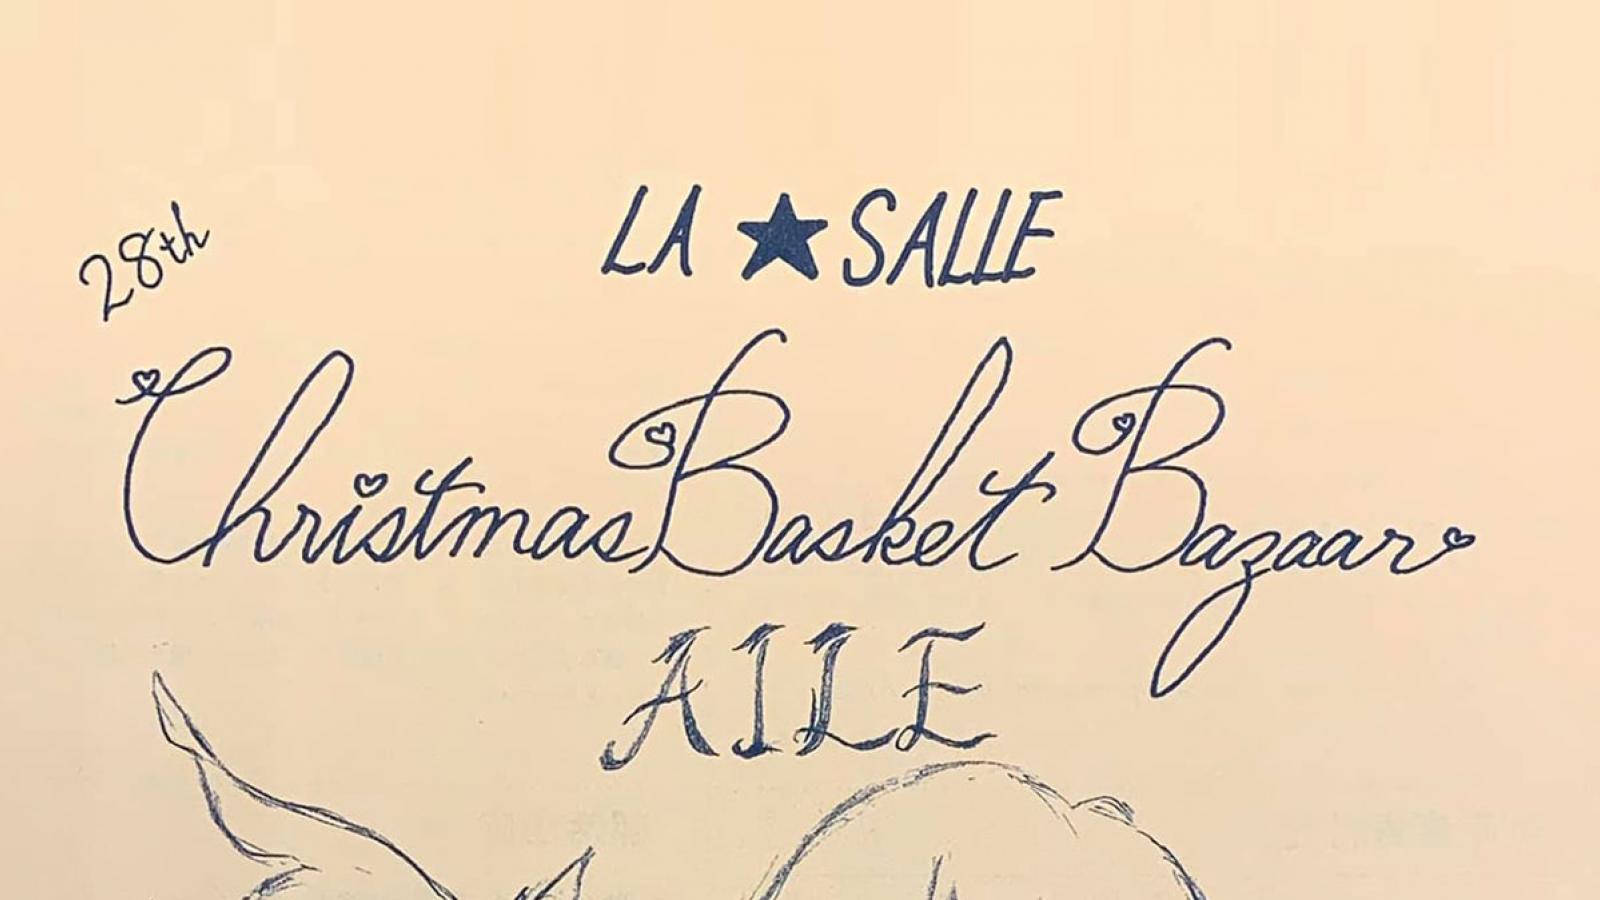 LA ★ SALLE
28th
Christmas Basket Bazaar
AILE